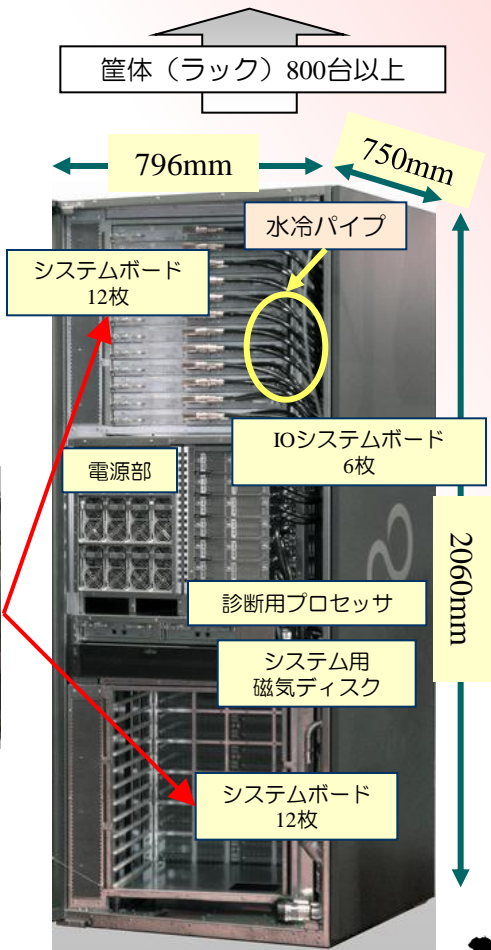 筐体（ラック）800台以上
796mm
750mm
水冷パイプ
システムボード
12枚
IOシステムボード
6枚
電源部
2060mm
診断用プロセッサ
システム用
磁気ディスク
システムボード
12枚